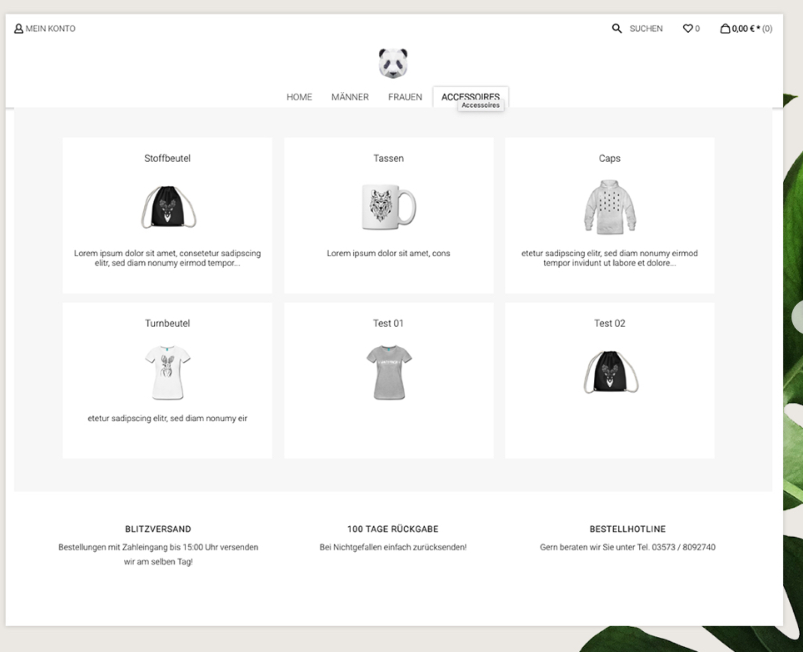 MEIN KONTO
SUCHEN
0
0,00 € * (0)
HOME
MÄNNER
FRAUEN
ACCESSOIRES
Accessoires
Stoffbeutel
Lorem ipsum dolor sit amet, consetetur sadipscing
elitr, sed diam nonumy eirmod tempor...
Tassen
Lorem ipsum dolor sit amet, cons
Caps
etetur sadipscing elitr, sed diam nonumy eirmod
tempor invidunt ut labore et dolore...
Turnbeutel
etetur sadipscing elitr, sed diam nonumy eir
Test 01
Test 02
BLITZVERSAND
Bestellungen mit Zahleingang bis 15:00 Uhr versenden
wir am selben Tag!
100 TAGE RÜCKGABE
Bei Nichtgefallen einfach zurücksenden!
BESTELLHOTLINE
Gern beraten wir Sie unter Tel. 03573 / 8092740